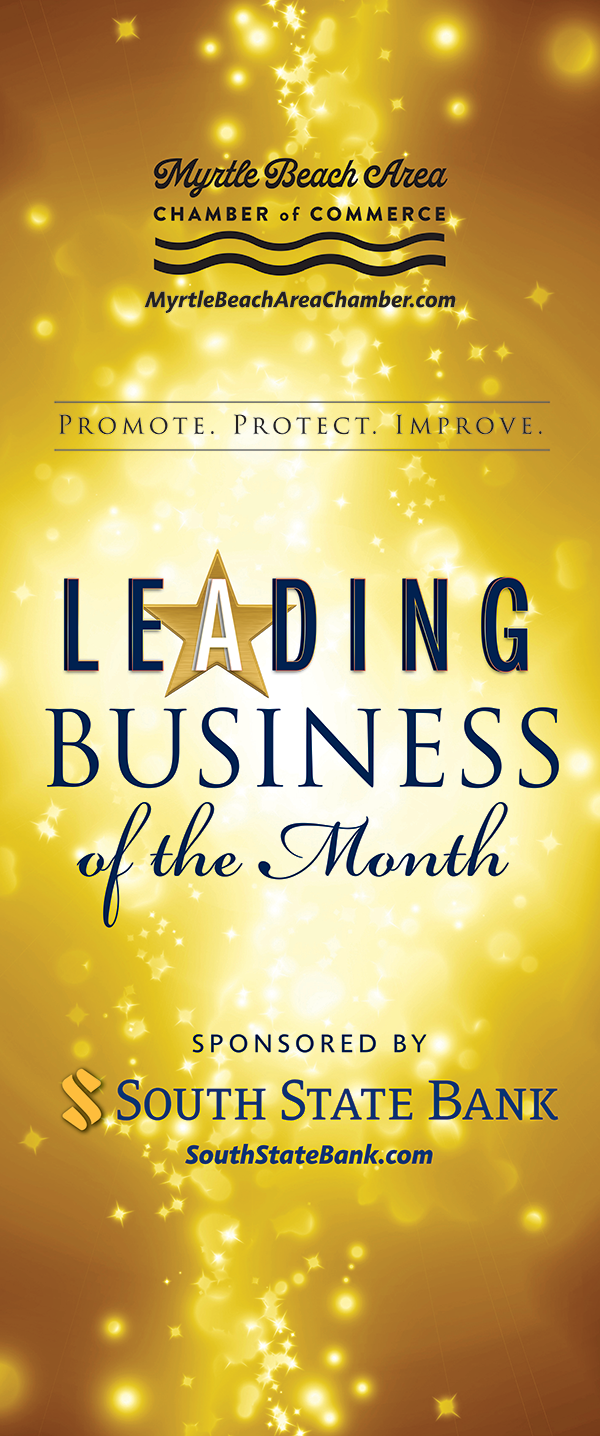 Myrtle Beach Area
CHAMBER of COMMERCE
MyrtleBeachAreaChamber.com
PROMOTE. PROTECT. IMPROVE.
LEADING
BUSINESS
of the Month
SPONSORED BY
SOUTH STATE BANK
SouthStateBank.com